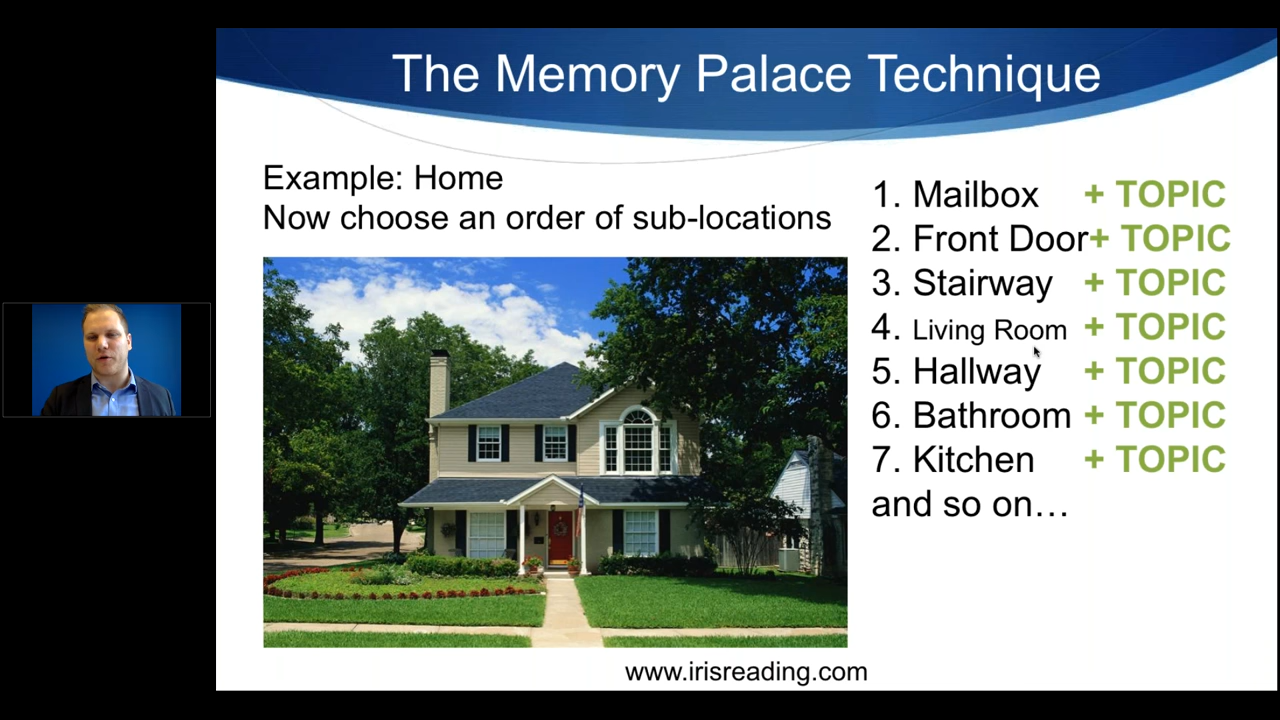 The Memory Palace Technique
Example: Home
Now choose an order of sub-locations
1. Mailbox + TOPIC
2. Front Door+ TOPIC
3. Stairway + TOPIC
4. Living Room + TOPIC
5. Hallway + TOPIC
6. Bathroom + TOPIC
7. Kitchen + TOPIC
and so on…
www.irisreading.com